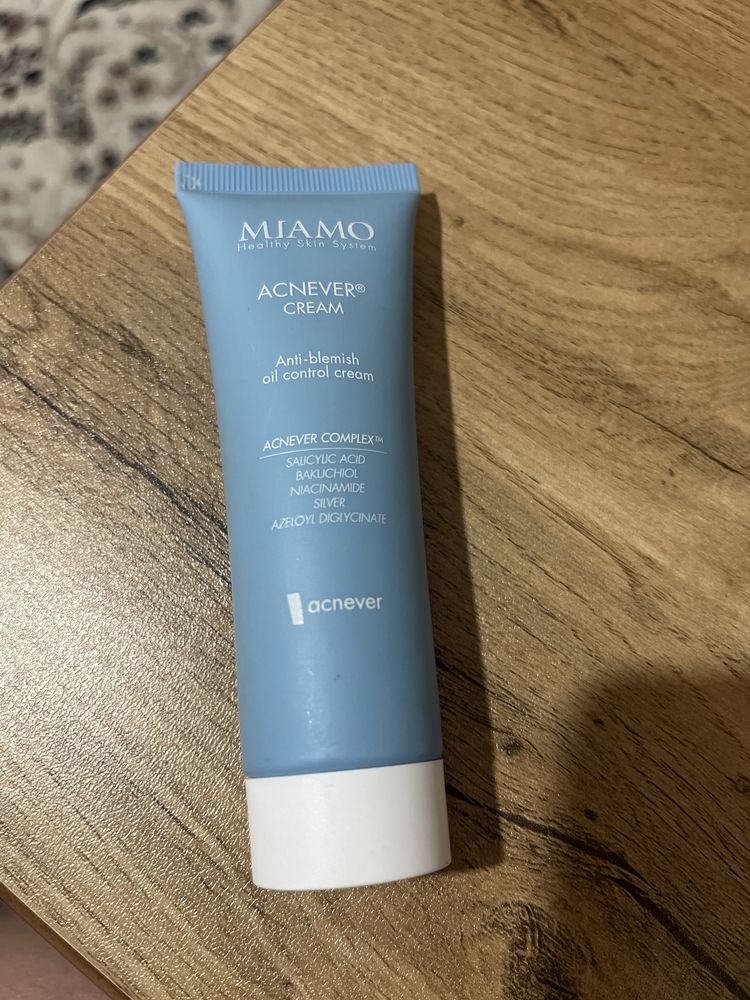 MIAMO
Healthy Skin System
ACNEVER®
CREAM
Anti-blemish
oil control cream
ACNEVER COMPLEX™
SALICYLIC ACID
BAKUCHIOL
NIACINAMIDE
SILVER
AZELOYL DIGLYCINATE
acnever